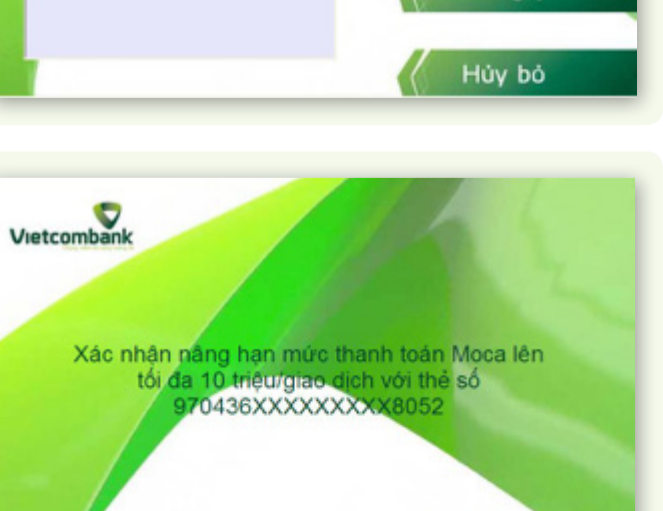 Hủy bỏ
Vietcombank
Xác nhận nâng hạn mức thanh toán Moca lên
tối đa 10 triệu/giao dịch với thẻ số
970436XXXXXXXXX8052